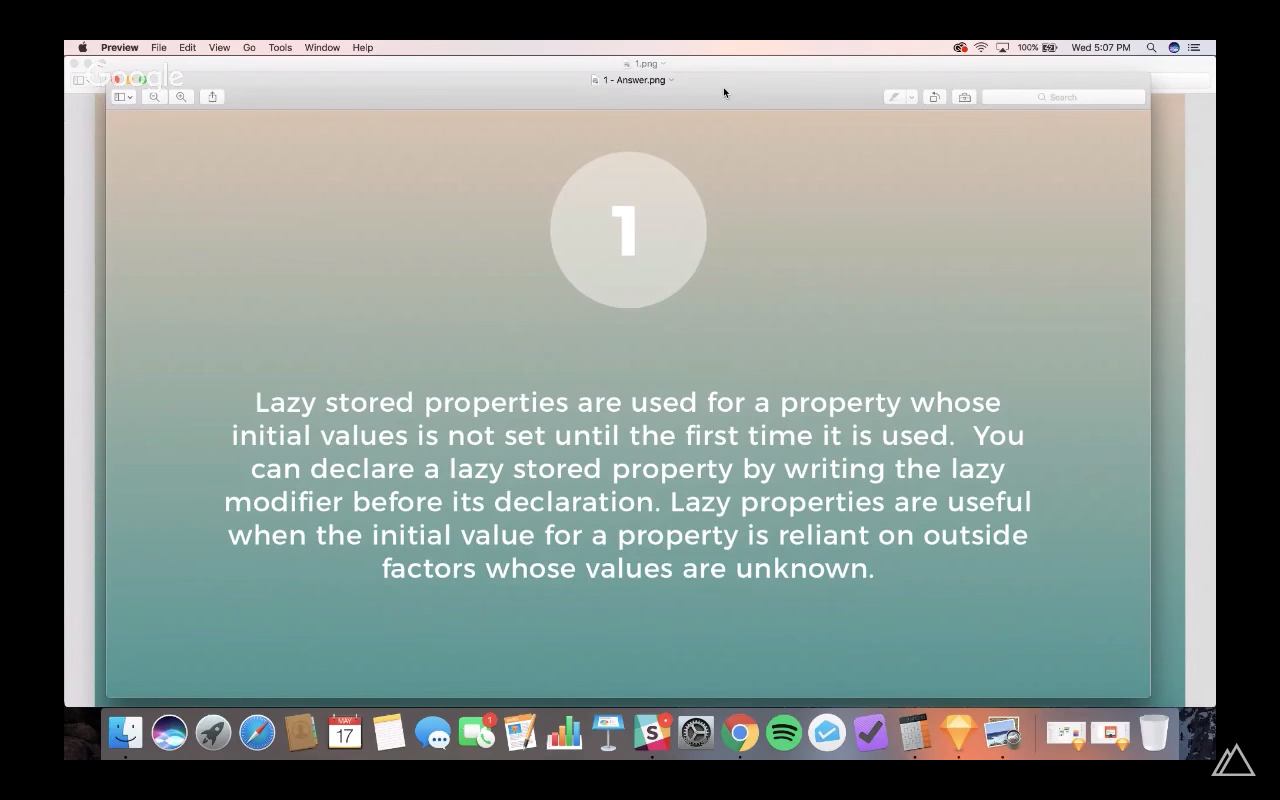 Preview File Edit View Go Tools Window Help 100% Wed 5:07 PM
Google
1.png
1 - Answer.png
Search
1
Lazy stored properties are used for a property whose
initial values is not set until the first time it is used. You
can declare a lazy stored property by writing the lazy
modifier before its declaration. Lazy properties are useful
when the initial value for a property is reliant on outside
factors whose values are unknown.
MAY
17
1
S